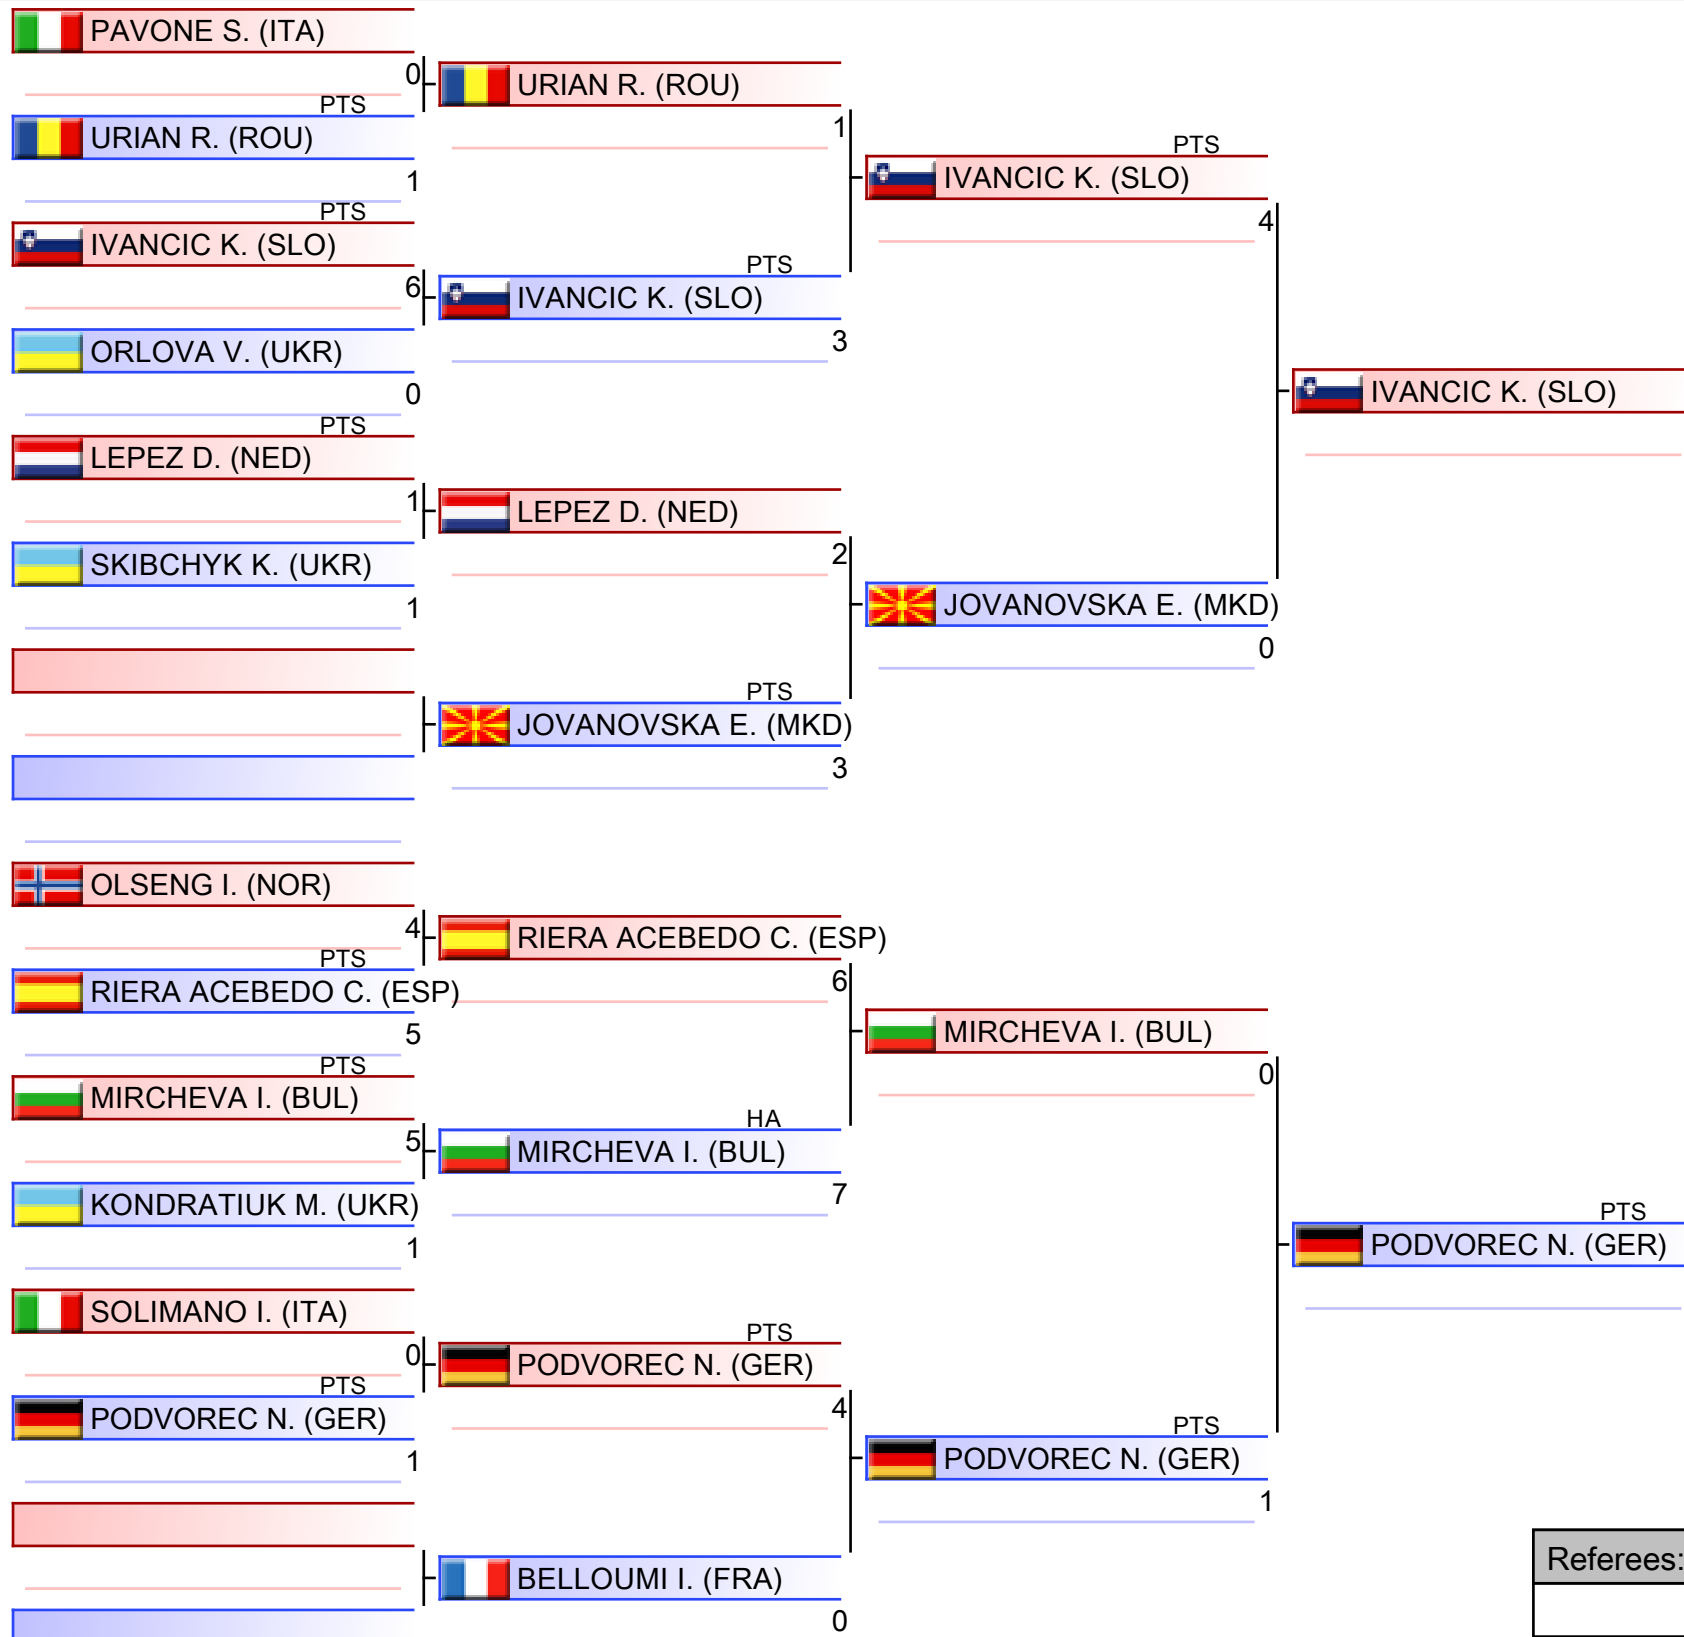 PAVONE S. (ITA)
0
PTS
URIAN R. (ROU)
1
PTS
IVANCIC K. (SLO)
6
ORLOVA V. (UKR)
0
PTS
LEPEZ D. (NED)
1
SKIBCHYK K. (UKR)
1
OLSENG I. (NOR)
4
PTS
RIERA ACEBEDO C. (ESP)
5
PTS
MIRCHEVA I. (BUL)
5
KONDRATIUK M. (UKR)
1
SOLIMANO I. (ITA)
0
PTS
PODVOREC N. (GER)
1
URIAN R. (ROU)
1
PTS
IVANCIC K. (SLO)
3
LEPEZ D. (NED)
2
PTS
JOVANOVSKA E. (MKD)
3
RIERA ACEBEDO C. (ESP)
6
HA
MIRCHEVA I. (BUL)
7
PTS
PODVOREC N. (GER)
4
BELLOUMI I. (FRA)
0
PTS
IVANCIC K. (SLO)
4
JOVANOVSKA E. (MKD)
0
MIRCHEVA I. (BUL)
0
PTS
PODVOREC N. (GER)
1
IVANCIC K. (SLO)
PTS
PODVOREC N. (GER)
Referees: